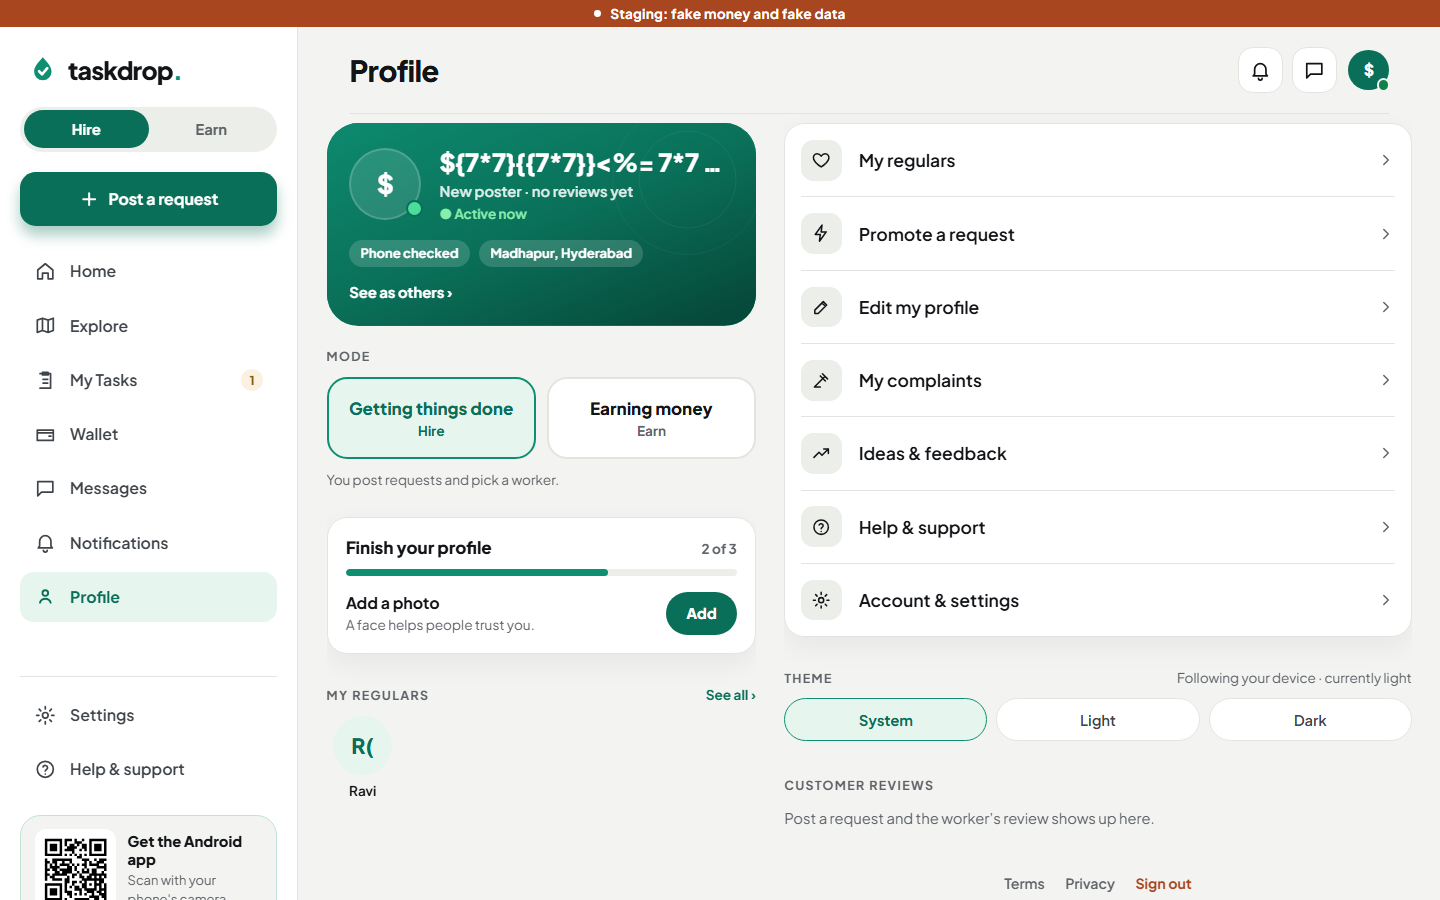 Staging: fake money and fake data
taskdrop.
Hire
Earn
Post a request
Home
Explore
My Tasks
1
Wallet
Messages
Notifications
Profile
Settings
Help & support
Get the Android
app
Scan with your
phone's camera
Profile
$
$
${7*7}{{7*7}}<%= 7*7 ...
New poster · no reviews yet
Active now
Phone checked
Madhapur, Hyderabad
See as others ›
MODE
Getting things done
Hire
Earning money
Earn
You post requests and pick a worker.
Finish your profile
2 of 3
Add a photo
A face helps people trust you.
Add
MY REGULARS
See all ›
R(
Ravi
My regulars
Promote a request
Edit my profile
My complaints
Ideas & feedback
Help & support
Account & settings
THEME
Following your device · currently light
System
Light
Dark
CUSTOMER REVIEWS
Post a request and the worker's review shows up here.
Terms
Privacy
Sign out